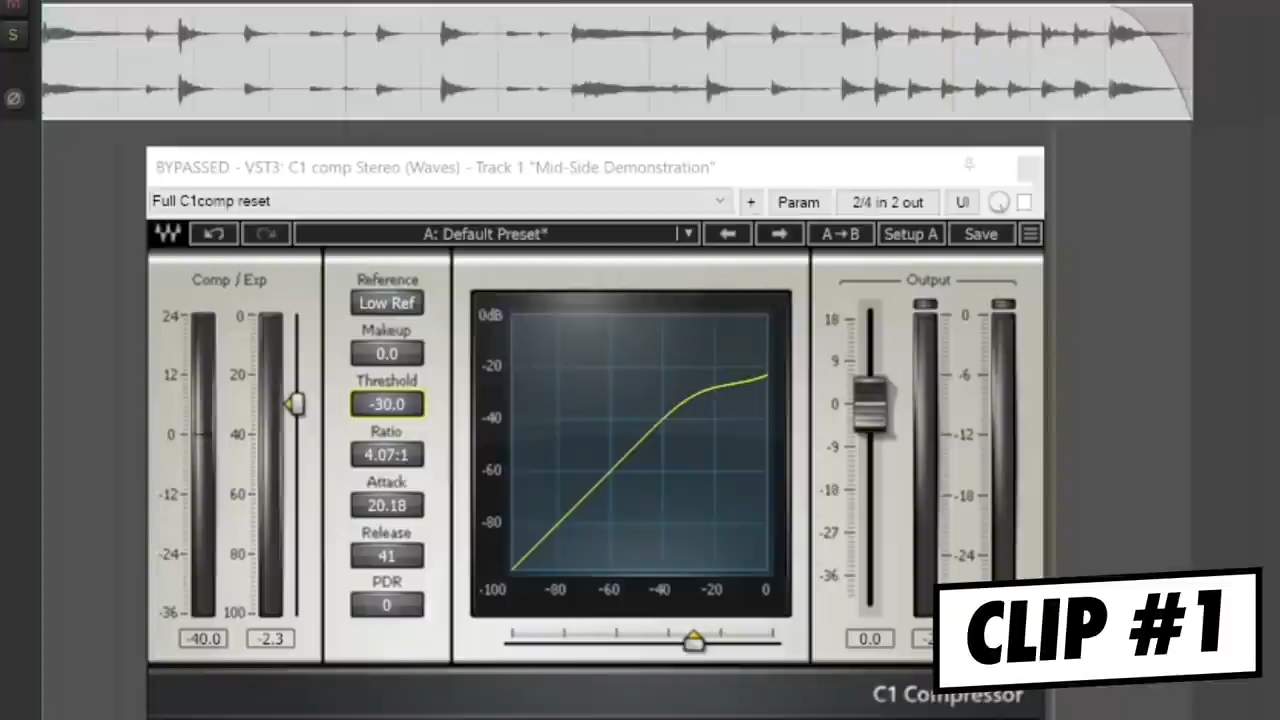 M
S
BYPASSED - VST3: C1 comp Stereo (Waves) - Track 1 "Mid-Side Demonstration"
Full C1comp reset
+
Param
2/4 in 2 out
UI
A: Default Preset*
A→B
Setup A
Save
Comp / Exp
24
12
0
-12
-24
-36
-40.0
0
20
40
60
80
100
-2.3
Reference
Low Ref
Makeup
0.0
Threshold
-30.0
Ratio
4.07:1
Attack
20.18
Release
41
PDR
0
0dB
-20
-40
-60
-80
-100 -80 -60 -40 -20 0
Output
18
9
0
-9
-18
-27
-36
0.0
0
-6
-12
-18
-24
CLIP #1
C1 Compressor